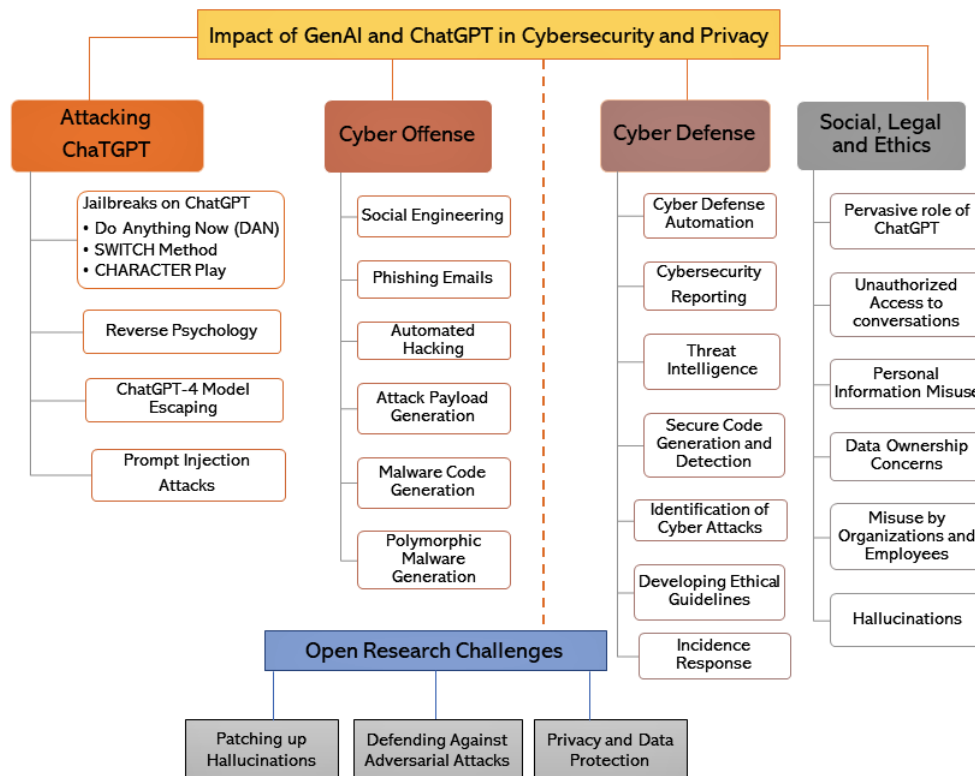 Impact of GenAI and ChatGPT in Cybersecurity and Privacy
Attacking
ChaTGPT
Jailbreaks on ChatGPT
• Do Anything Now (DAN)
• SWITCH Method
• CHARACTER Play
Reverse Psychology
ChatGPT-4 Model
Escaping
Prompt Injection
Attacks
Cyber Offense
Social Engineering
Phishing Emails
Automated
Hacking
Attack Payload
Generation
Malware Code
Generation
Polymorphic
Malware
Generation
Cyber Defense
Cyber Defense
Automation
Cybersecurity
Reporting
Threat
Intelligence
Secure Code
Generation and
Detection
Identification of
Cyber Attacks
Developing Ethical
Guidelines
Incidence
Response
Social, Legal
and Ethics
Pervasive role of
ChatGPT
Unauthorized
Access to
conversations
Personal
Information Misuse
Data Ownership
Concerns
Misuse by
Organizations and
Employees
Hallucinations
Open Research Challenges
Patching up
Hallucinations
Defending Against
Adversarial Attacks
Privacy and Data
Protection